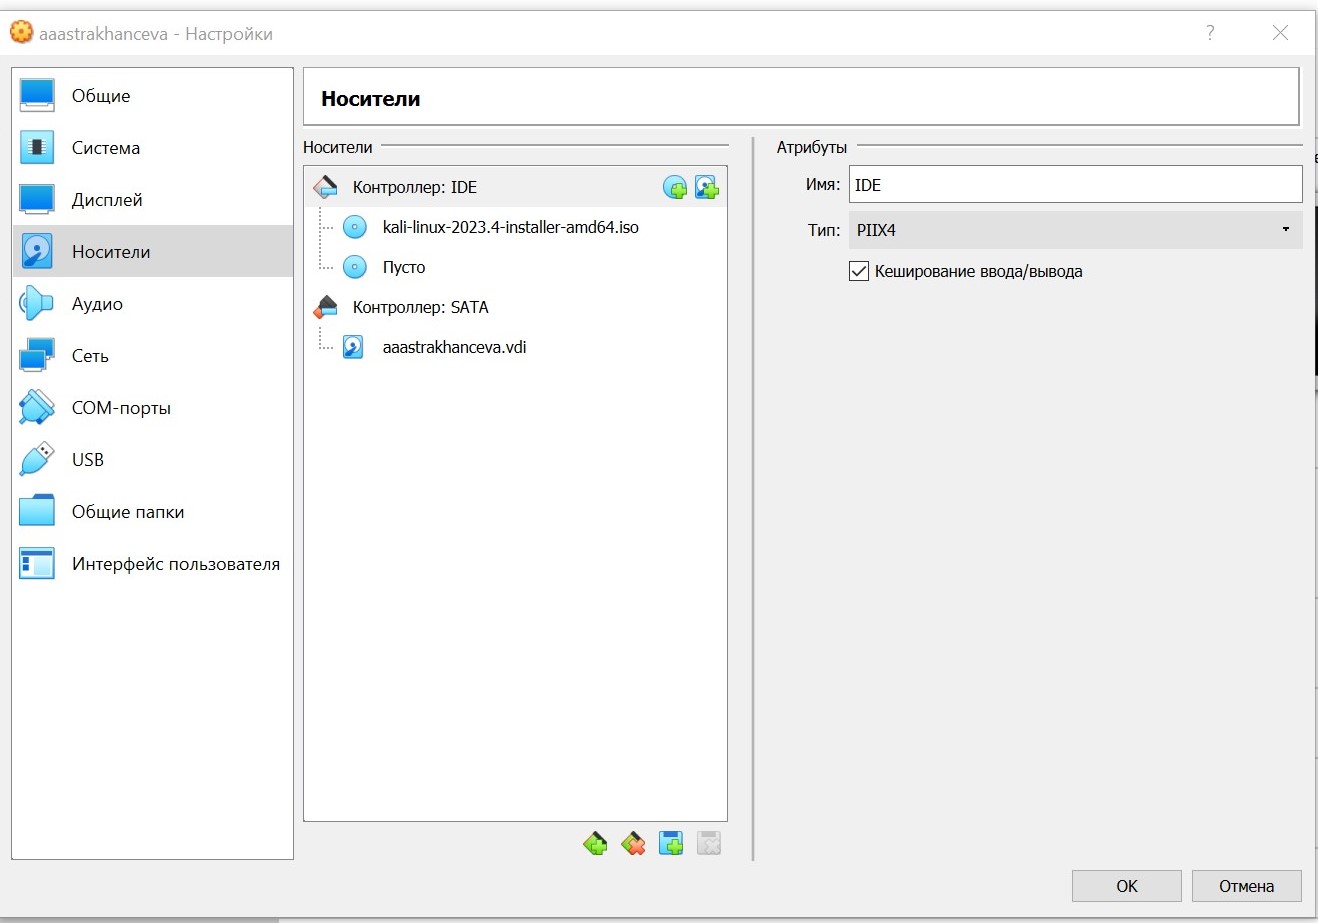 aaastrakhanceva - Настройки
?
Общие
Система
Дисплей
Носители
Аудио
Сеть
COM-порты
USB
Общие папки
Интерфейс пользователя
Носители
Носители
Контроллер: IDE
kali-linux-2023.4-installer-amd64.iso
Пусто
Контроллер: SATA
aaastrakhanceva.vdi
Атрибуты
Имя: IDE
Тип: PIIX4
Кеширование ввода/вывода
OK
Отмена